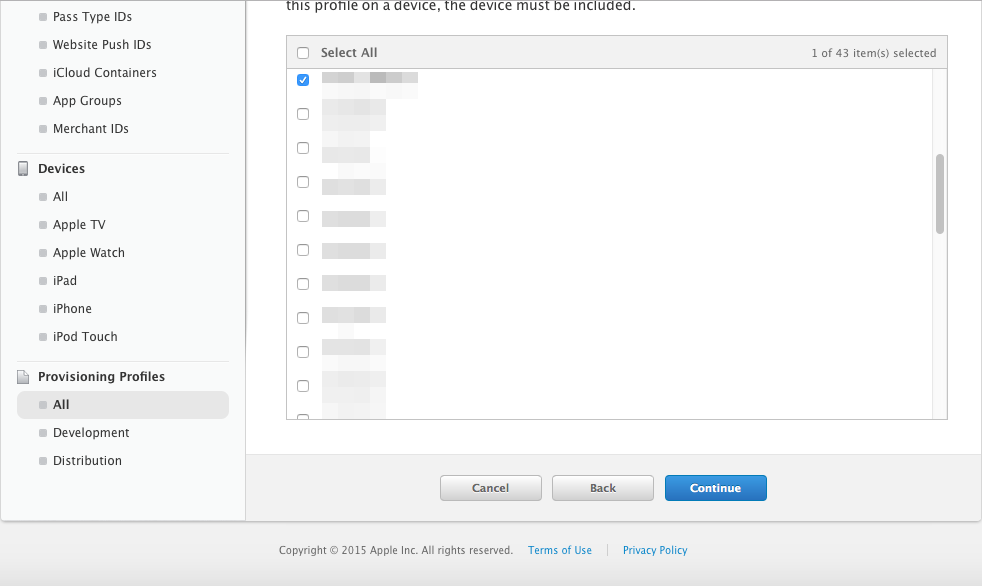 Pass Type IDs
Website Push IDs
iCloud Containers
App Groups
Merchant IDs
Devices
All
Apple TV
Apple Watch
iPad
iPhone
iPod Touch
Provisioning Profiles
All
Development
Distribution
this profile on a device, the device must be included.
Select All 1 of 43 item(s) selected
Cancel Back Continue
Copyright © 2015 Apple Inc. All rights reserved. Terms of Use Privacy Policy